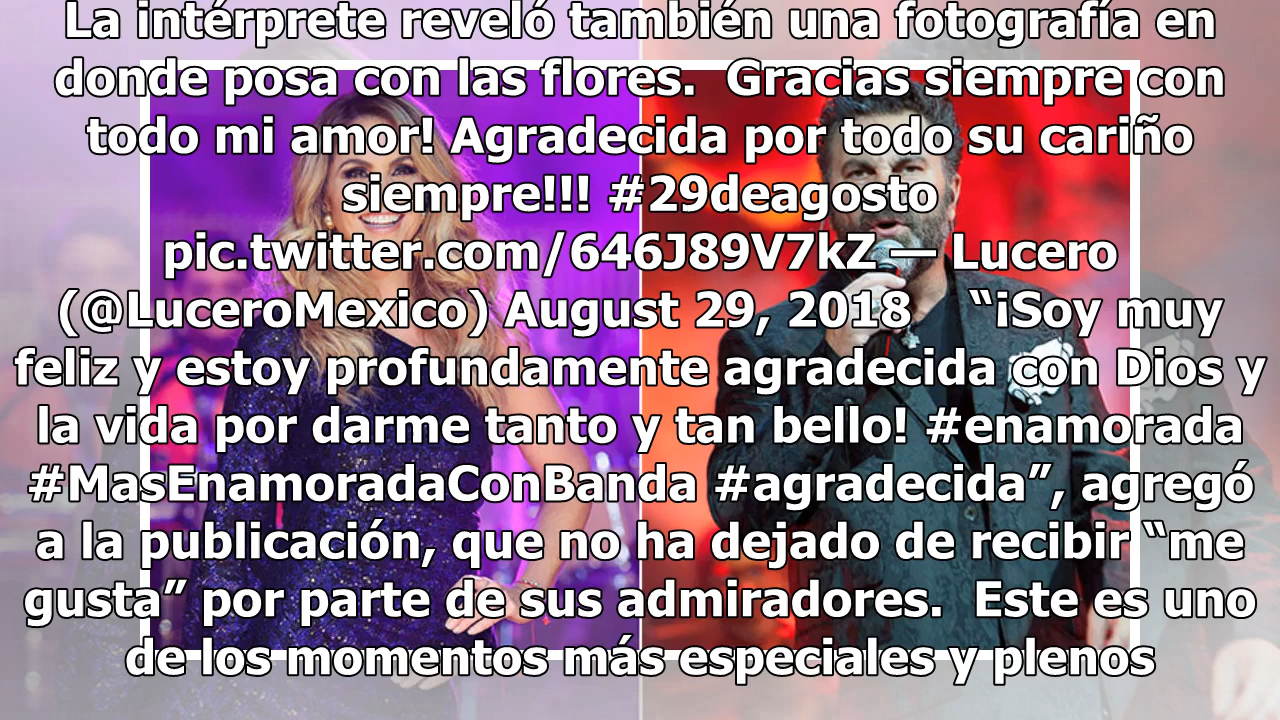 La intérprete reveló también una fotografía en
donde posa con las flores.  Gracias siempre con
todo mi amor! Agradecida por todo su cariño
siempre!!! #29deagosto
pic.twitter.com/646J89V7kZ — Lucero
(@LuceroMexico) August 29, 2018    “¡Soy muy
feliz y estoy profundamente agradecida con Dios y
la vida por darme tanto y tan bello! #enamorada
#MasEnamoradaConBanda #agradecida”, agregó
a la publicación, que no ha dejado de recibir “me
gusta” por parte de sus admiradores.  Este es uno
de los momentos más especiales y plenos